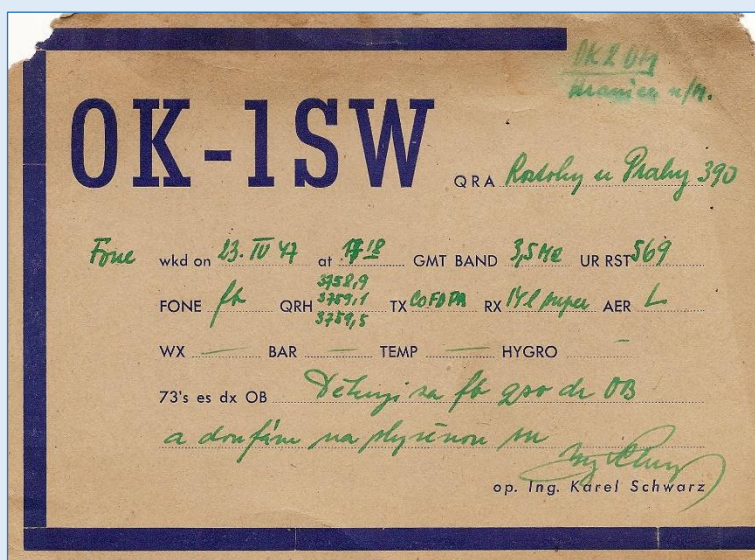 OK
Hranice n/M.
OK-1SW
QRA Roztoky u Prahy 390
Fone wkd on 23. IV 47 at 17 18 GMT BAND 3,5 Mc UR RST 569
3758,9
FONE fb QRH 3759,1 TX CO FD PA RX 14 l super AER L
3759,5
WX — BAR — TEMP — HYGRO –
73's es dx OB Děkuji za fb qso dr OB
a doufám na slyšenou
op. Ing. Karel Schwarz